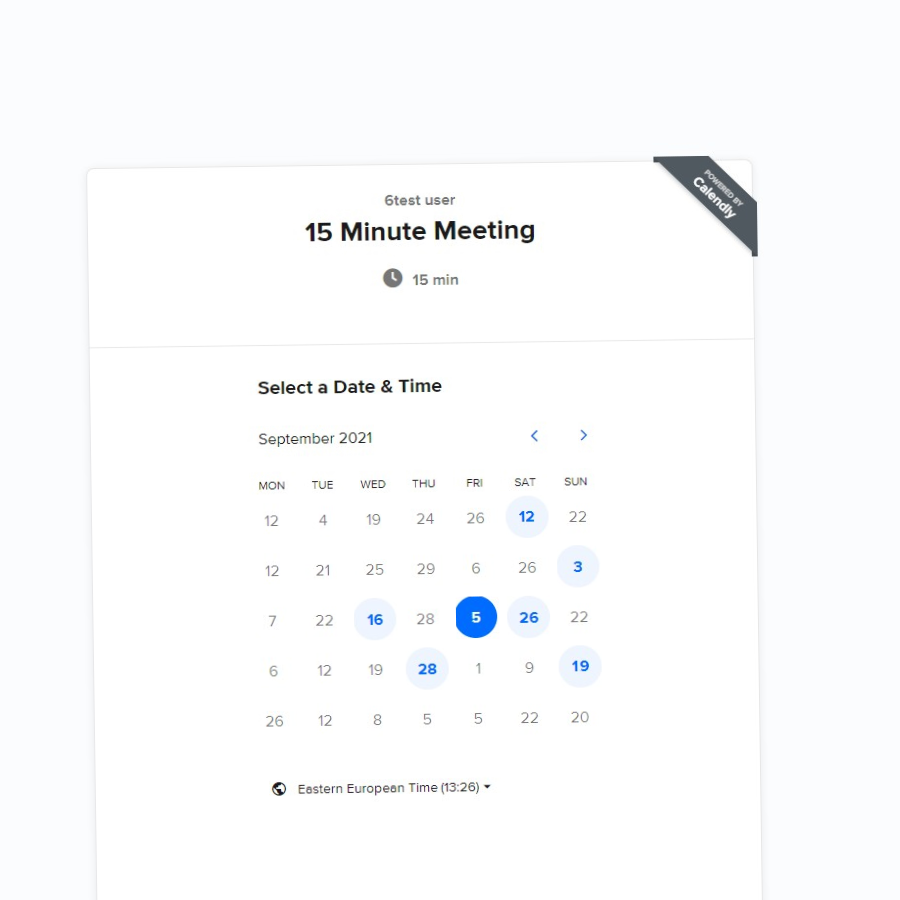 POWERED BY
Calendly
6test user
15 Minute Meeting
15 min
Select a Date & Time
September 2021
MON TUE WED THU FRI SAT SUN
12 4 19 24 26 12 22
12 21 25 29 6 26 3
7 22 16 28 5 26 22
6 12 19 28 1 9 19
26 12 8 5 5 22 20
Eastern European Time (13:26)